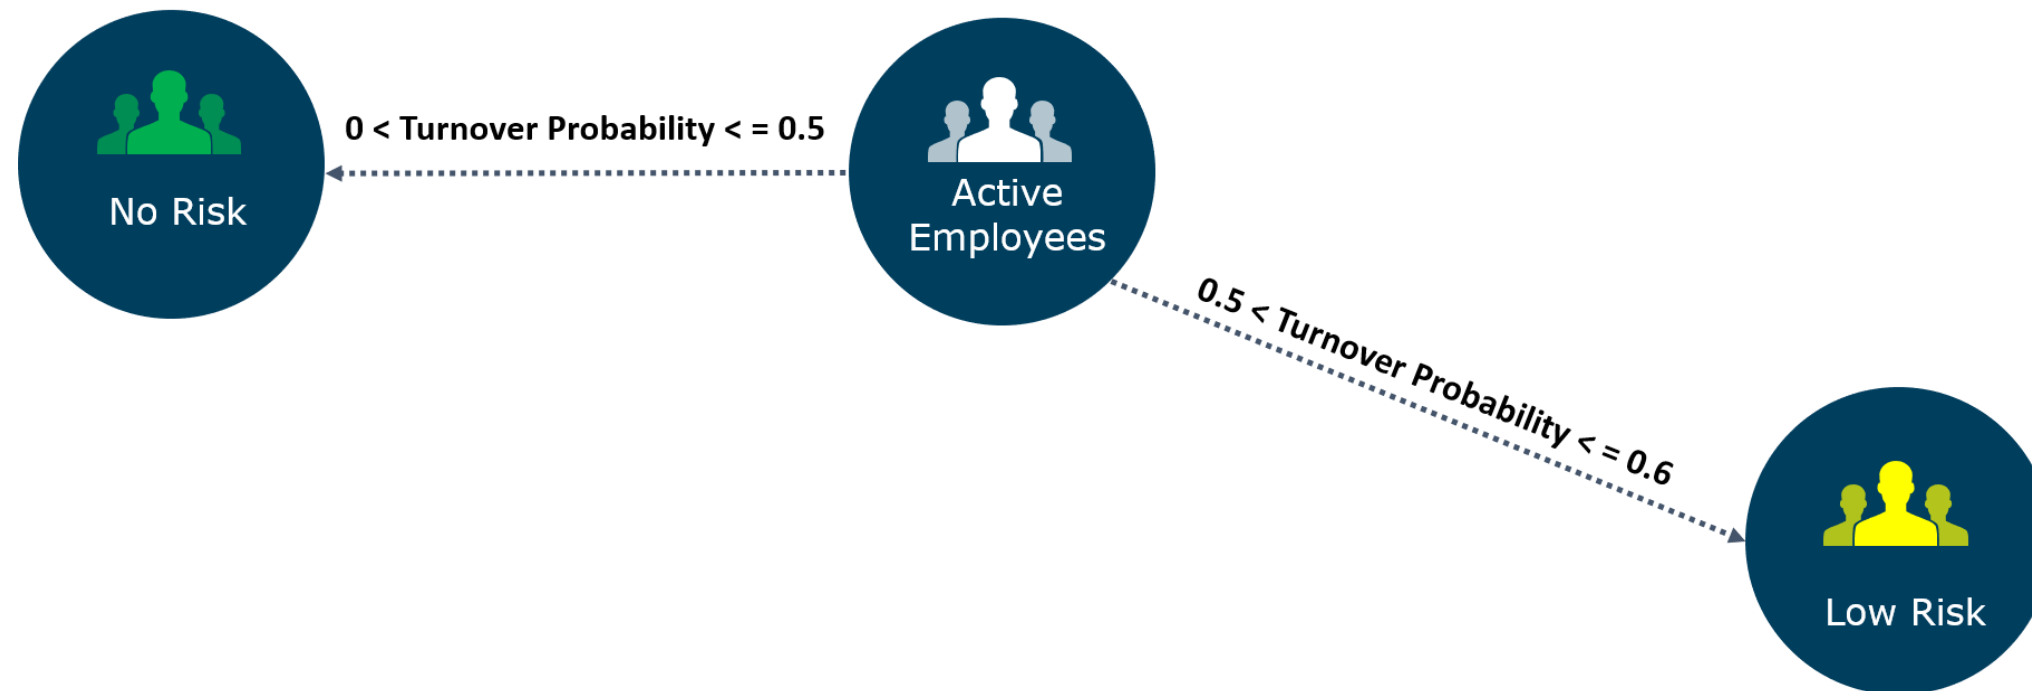 0 < Turnover Probability < = 0.5
No Risk
Active
Employees
0.5 < Turnover Probability < = 0.6
Low Risk